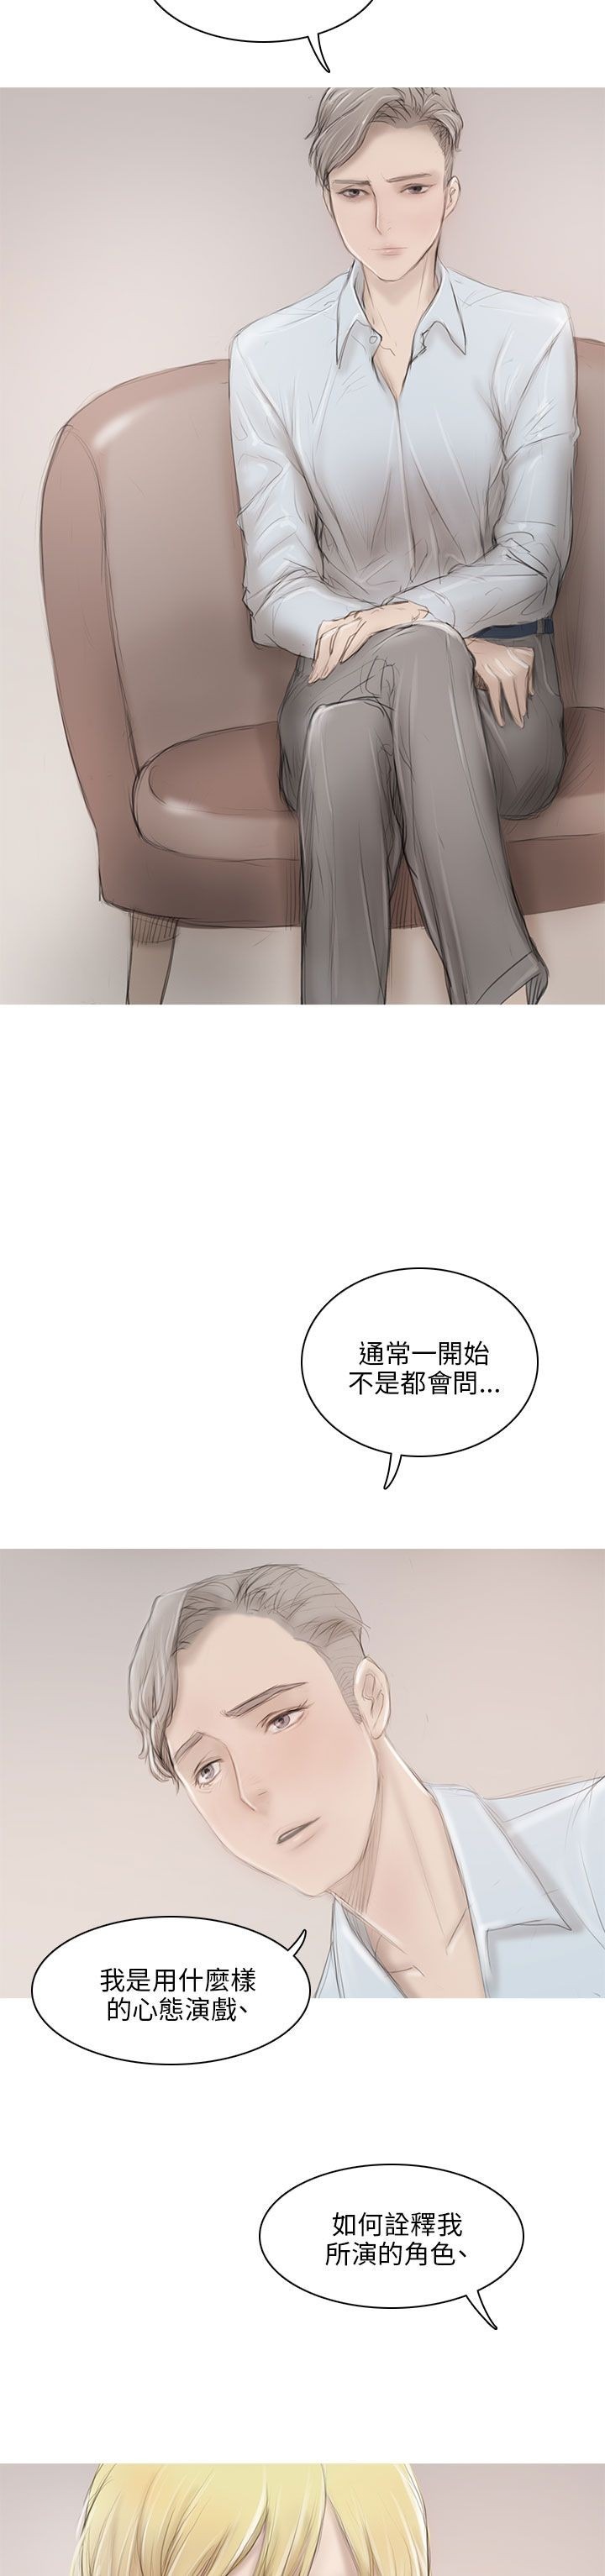 通常一開始
不是都會問...
我是用什麼樣
的心態演戲、
如何詮釋我
所演的角色、